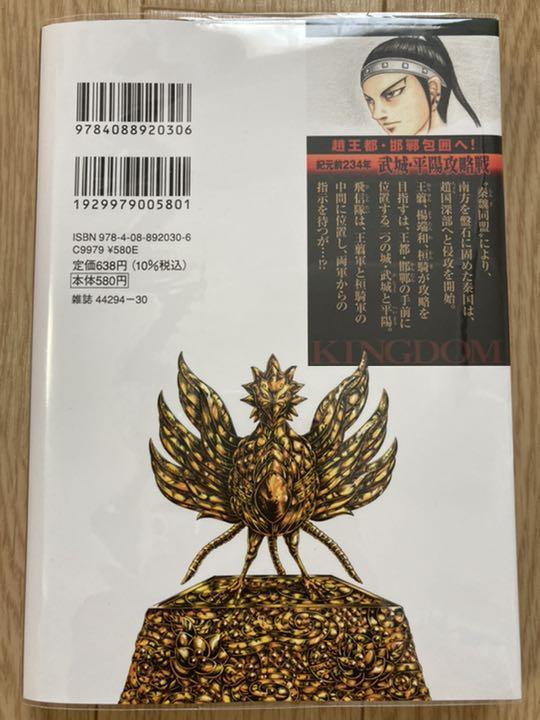 9784088920306
1929979005801
ISBN 978-4-08-892030-6
C9979 ¥580E
定価638円(10%税込)
本体580円
雑誌 44294-30
趙王都・邯鄲包囲へ!
紀元前234年 武城・平陽攻略戦
“秦魏同盟”により、
南方を盤石に固めた秦国は、
趙国深部へと侵攻を開始。
王翦、楊端和、桓騎が攻略を
目指すは、王都・邯鄲の手前に
位置する二つの城、武城と平陽。
飛信隊は、王翦軍と桓騎軍の
中間に位置し、両軍からの
指示を持つが…!?
KINGDOM